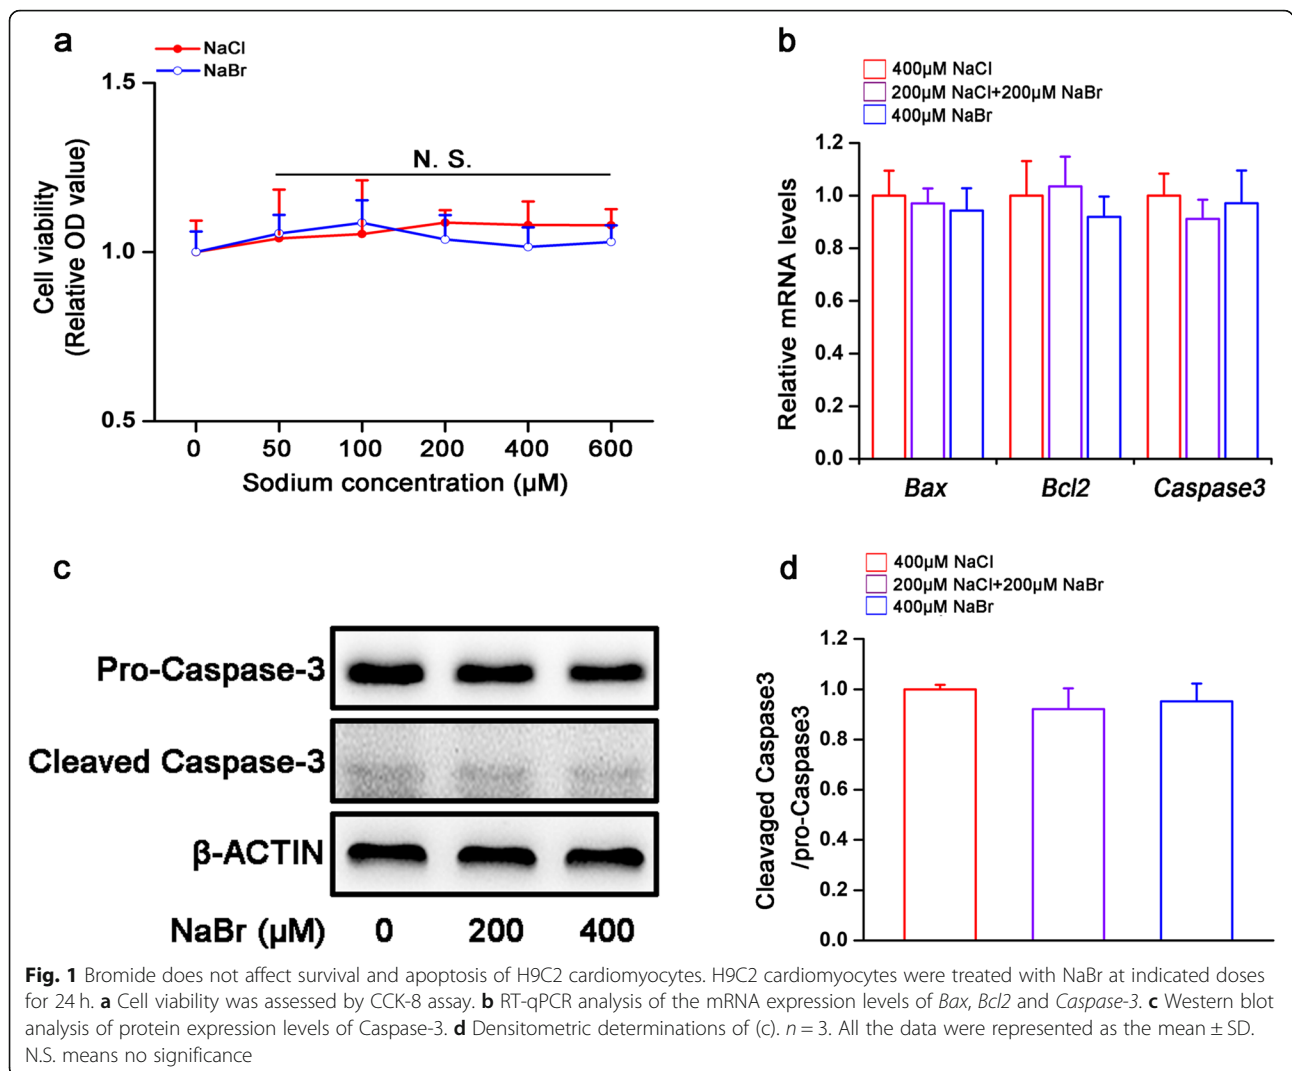 a
NaCl
NaBr
1.5
1.0
0.5
N. S.
Cell viability
(Relative OD value)
0 50 100 200 400 600
Sodium concentration (μM)
b
400μM NaCl
200μM NaCl+200μM NaBr
400μM NaBr
1.2
1.0
0.8
0.6
0.4
0.2
0.0
Relative mRNA levels
Bax Bcl2 Caspase3
c
Pro-Caspase-3
Cleaved Caspase-3
β-ACTIN
NaBr (μM) 0 200 400
d
400μM NaCl
200μM NaCl+200μM NaBr
400μM NaBr
1.2
1.0
0.8
0.6
0.4
0.2
0.0
Cleavaged Caspase3
/pro-Caspase3
Fig. 1 Bromide does not affect survival and apoptosis of H9C2 cardiomyocytes. H9C2 cardiomyocytes were treated with NaBr at indicated doses
for 24 h. a Cell viability was assessed by CCK-8 assay. b RT-qPCR analysis of the mRNA expression levels of Bax, Bcl2 and Caspase-3. c Western blot
analysis of protein expression levels of Caspase-3. d Densitometric determinations of (c). n = 3. All the data were represented as the mean ± SD.
N.S. means no significance